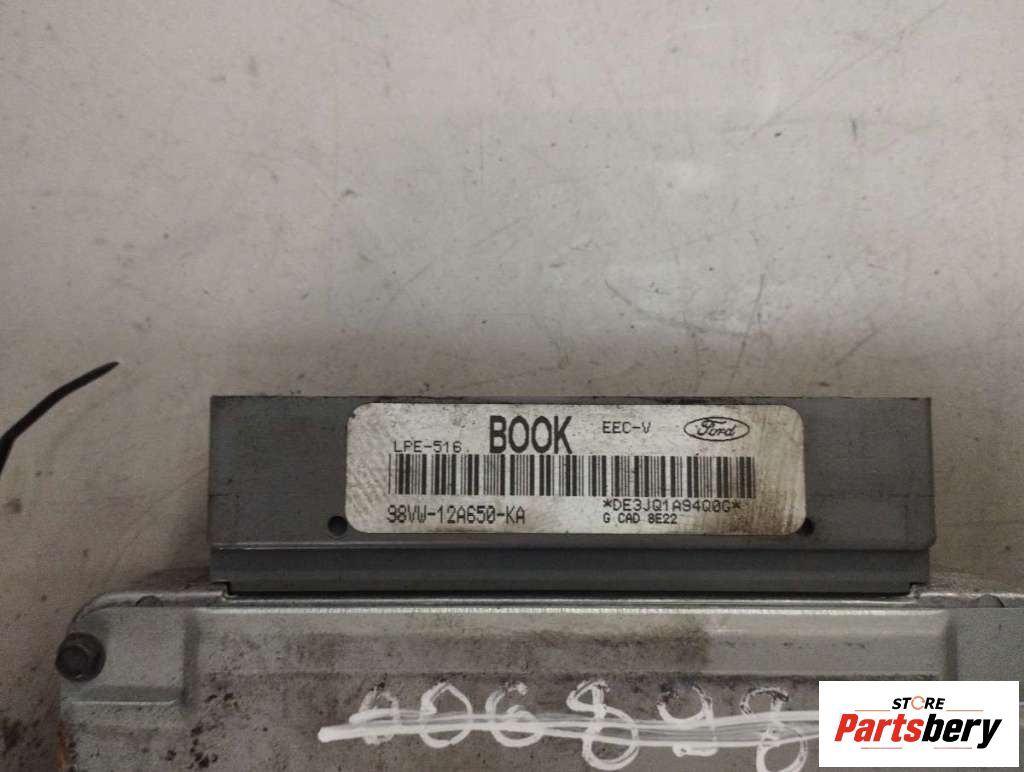 LPE-516 BOOK EEC-V Ford
98VW-12A650-KA *DE3JQ1A94Q0G*
G CAD 8E22
STORE
Partsbery